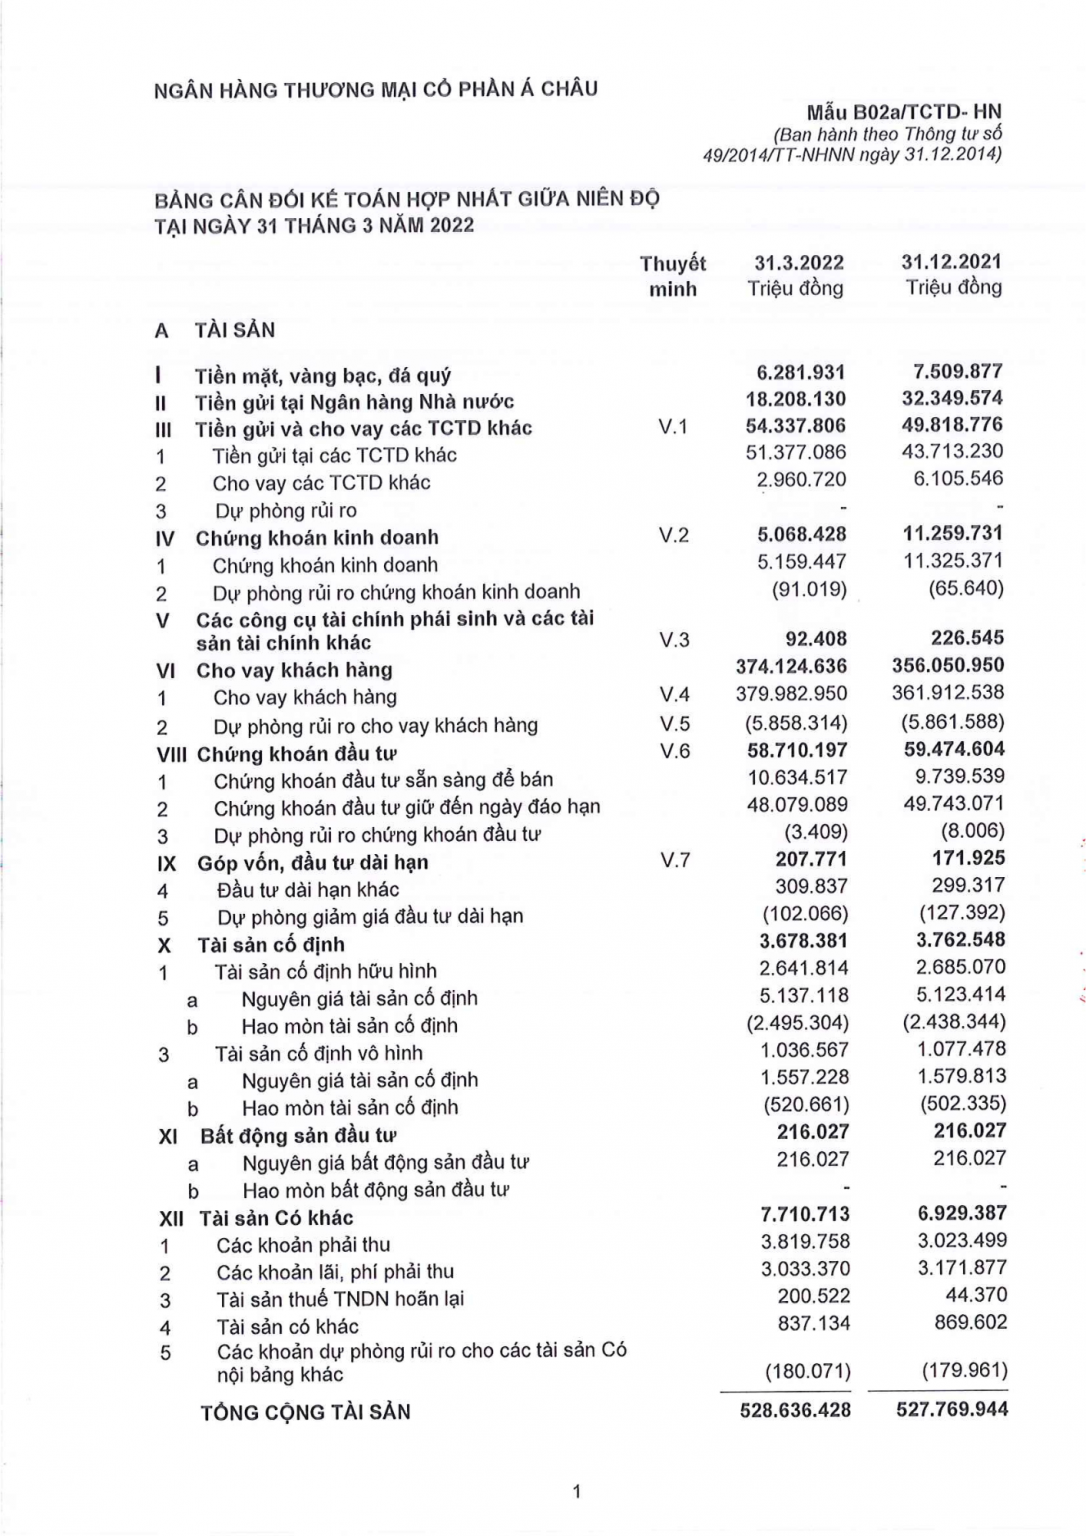 NGÂN HÀNG THƯƠNG MẠI CỔ PHẦN Á CHÂU
Mẫu B02a/TCTD- HN
(Ban hành theo Thông tư số
49/2014/TT-NHNN ngày 31.12.2014)
BẢNG CÂN ĐỐI KẾ TOÁN HỢP NHẤT GIỮA NIÊN ĐỘ
TẠI NGÀY 31 THÁNG 3 NĂM 2022
Thuyết 31.3.2022 31.12.2021
minh Triệu đồng Triệu đồng
A TÀI SẢN
I Tiền mặt, vàng bạc, đá quý 6.281.931 7.509.877
II Tiền gửi tại Ngân hàng Nhà nước 18.208.130 32.349.574
III Tiền gửi và cho vay các TCTD khác V.1 54.337.806 49.818.776
1 Tiền gửi tại các TCTD khác 51.377.086 43.713.230
2 Cho vay các TCTD khác 2.960.720 6.105.546
3 Dự phòng rủi ro - -
IV Chứng khoán kinh doanh V.2 5.068.428 11.259.731
1 Chứng khoán kinh doanh 5.159.447 11.325.371
2 Dự phòng rủi ro chứng khoán kinh doanh (91.019) (65.640)
V Các công cụ tài chính phái sinh và các tài
sản tài chính khác V.3 92.408 226.545
VI Cho vay khách hàng 374.124.636 356.050.950
1 Cho vay khách hàng V.4 379.982.950 361.912.538
2 Dự phòng rủi ro cho vay khách hàng V.5 (5.858.314) (5.861.588)
VIII Chứng khoán đầu tư V.6 58.710.197 59.474.604
1 Chứng khoán đầu tư sẵn sàng để bán 10.634.517 9.739.539
2 Chứng khoán đầu tư giữ đến ngày đáo hạn 48.079.089 49.743.071
3 Dự phòng rủi ro chứng khoán đầu tư (3.409) (8.006)
IX Góp vốn, đầu tư dài hạn V.7 207.771 171.925
4 Đầu tư dài hạn khác 309.837 299.317
5 Dự phòng giảm giá đầu tư dài hạn (102.066) (127.392)
X Tài sản cố định 3.678.381 3.762.548
1 Tài sản cố định hữu hình 2.641.814 2.685.070
a Nguyên giá tài sản cố định 5.137.118 5.123.414
b Hao mòn tài sản cố định (2.495.304) (2.438.344)
3 Tài sản cố định vô hình 1.036.567 1.077.478
a Nguyên giá tài sản cố định 1.557.228 1.579.813
b Hao mòn tài sản cố định (520.661) (502.335)
XI Bất động sản đầu tư 216.027 216.027
a Nguyên giá bất động sản đầu tư 216.027 216.027
b Hao mòn bất động sản đầu tư - -
XII Tài sản Có khác 7.710.713 6.929.387
1 Các khoản phải thu 3.819.758 3.023.499
2 Các khoản lãi, phí phải thu 3.033.370 3.171.877
3 Tài sản thuế TNDN hoãn lại 200.522 44.370
4 Tài sản có khác 837.134 869.602
5 Các khoản dự phòng rủi ro cho các tài sản Có
nội bảng khác (180.071) (179.961)
TỔNG CỘNG TÀI SẢN 528.636.428 527.769.944
1